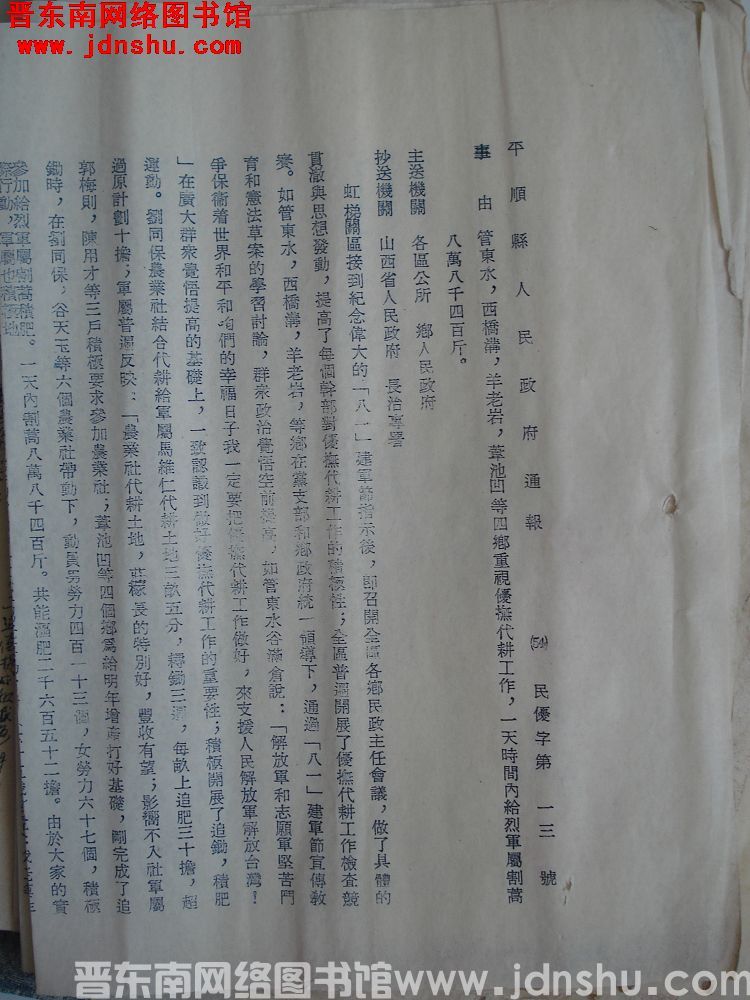 晋东南网络图书馆
www.jdnshu.com
平順縣人民政府通報 (54) 民優字第一三號
事由 管東水，西橋溝，羊老岩，葦池凹等四鄉重視優撫代耕工作，一天時間內給烈軍屬割蒿
八萬八千四百斤。
主送機關 各區公所 鄉人民政府
抄送機關 山西省人民政府 長治專署
虹梯關區接到紀念偉大的「八一」建軍節指示後，即召開全區各鄉民政主任會議，做了具體的
貫澈與思想發動，提高了每個幹部對優撫代耕工作的積極性；全區普遍開展了優撫代耕工作檢査競
賽。如管東水，西橋溝，羊老岩，等鄉在黨支部和鄉政府統一領導下，通過「八一」建軍節宣傳教
育和憲法草案的學習討論，群衆政治覺悟空前提高，如管東水谷滿倉說：「解放軍和志願軍堅苦鬥
爭保衛着世界和平和咱們的幸福日子我一定要把優撫代耕工作做好，來支援人民解放軍解放台灣！
」在廣大群衆覺悟提高的基礎上，一致認識到做好優撫代耕工作的重要性；積極開展了追鋤，積肥
運動。劉同保農業社結合代耕給軍屬馬維仁代耕土地三畝五分，耨鋤三遍，每畝上追肥三十擔，超
過原計劃十擔；軍屬普遍反映：「農業社代耕土地，莊稼長的特別好，豐收有望；影嚮不入社軍屬
郭梅則，陳用才等三戶積極要求參加農業社；葦池凹等四個鄉爲給明年增產打好基礎，剛完成了追
鋤時，在劉同保，谷天玉等六個農業社帶動下，動員男勞力四百一十三個，女勞力六十七個，積極
參加給烈軍屬割蒿積肥。一天內割蒿八萬八千四百斤。共能漚肥二千六百五十二擔。由於大家的實
際行動，軍屬也積極地
晋东南网络图书馆www.jdnshu.com